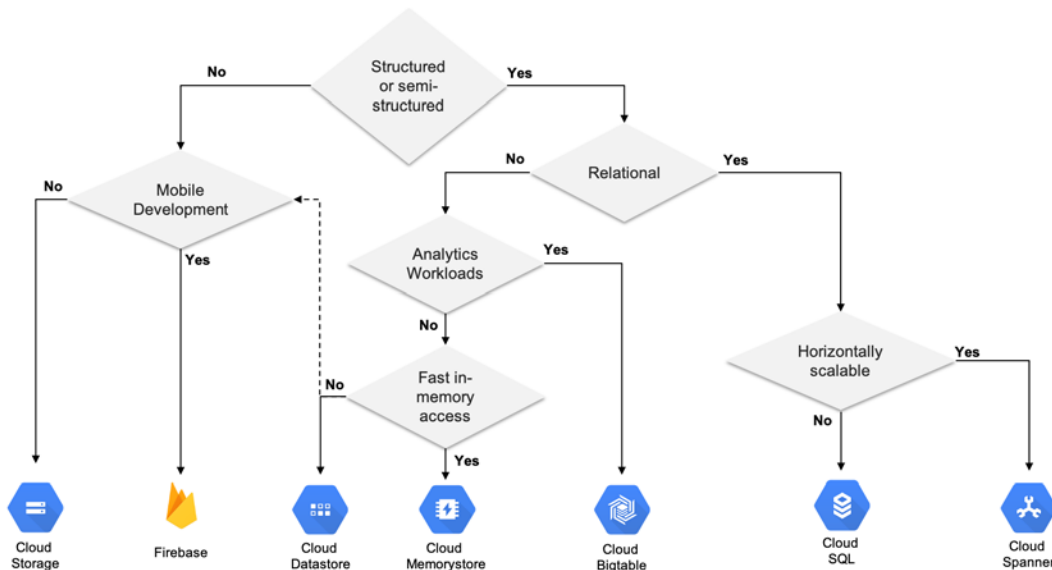 Structured
or semi-
structured
No
Yes
Relational
No
Yes
Mobile
Development
No
Yes
Analytics
Workloads
Yes
No
Horizontally
scalable
Yes
No
Fast in-
memory
access
No
Yes
Cloud
Storage
Firebase
Cloud
Datastore
Cloud
Memorystore
Cloud
Bigtable
Cloud
SQL
Cloud
Spanner